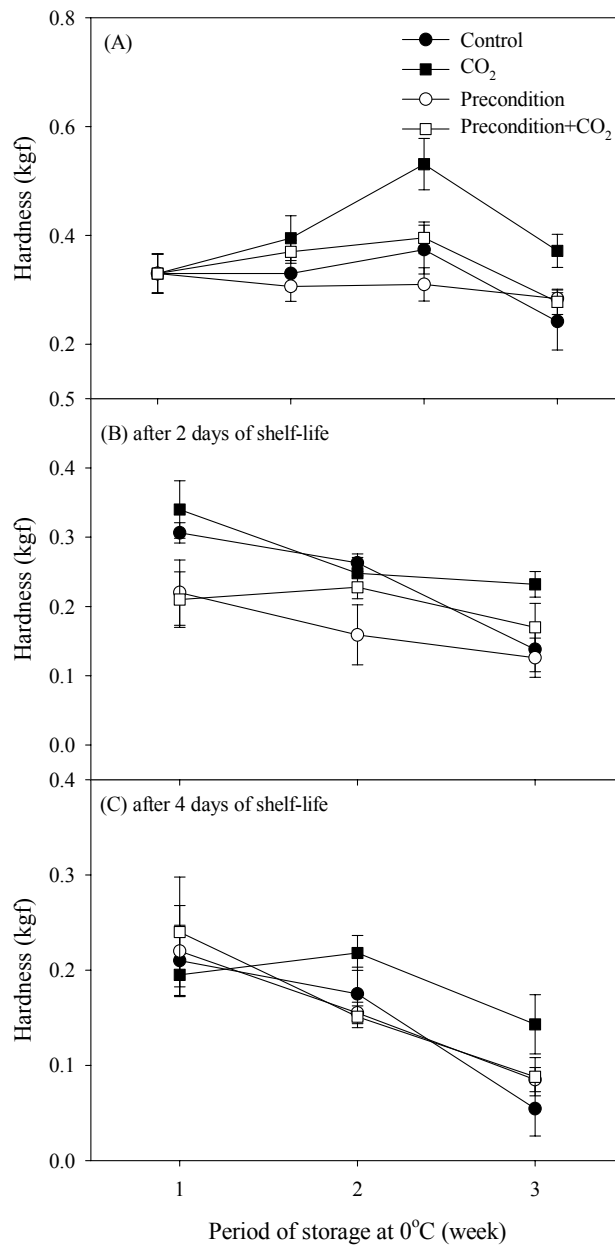 0.8
(A)
Control
CO₂
Precondition
Precondition+CO₂
0.6
0.4
0.2
Hardness (kgf)
0.5
(B) after 2 days of shelf-life
0.4
0.3
0.2
0.1
0.0
Hardness (kgf)
0.4
(C) after 4 days of shelf-life
0.3
0.2
0.1
0.0
Hardness (kgf)
1 2 3
Period of storage at 0°C (week)